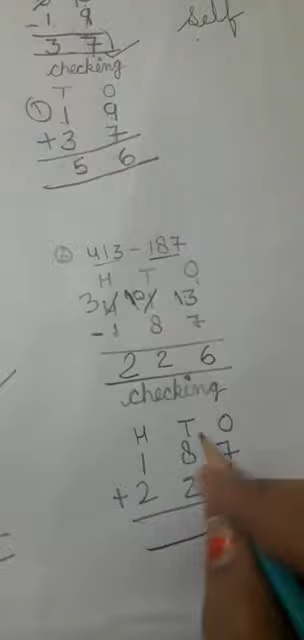 - 1 8
3 7
self
checking
T O
① 1 9
+ 3 7
5 6
413 - 187
H T O
3 4 10 1 13
- 1 8 7
2 2 6
checking
H T O
1 8 7
+ 2 2